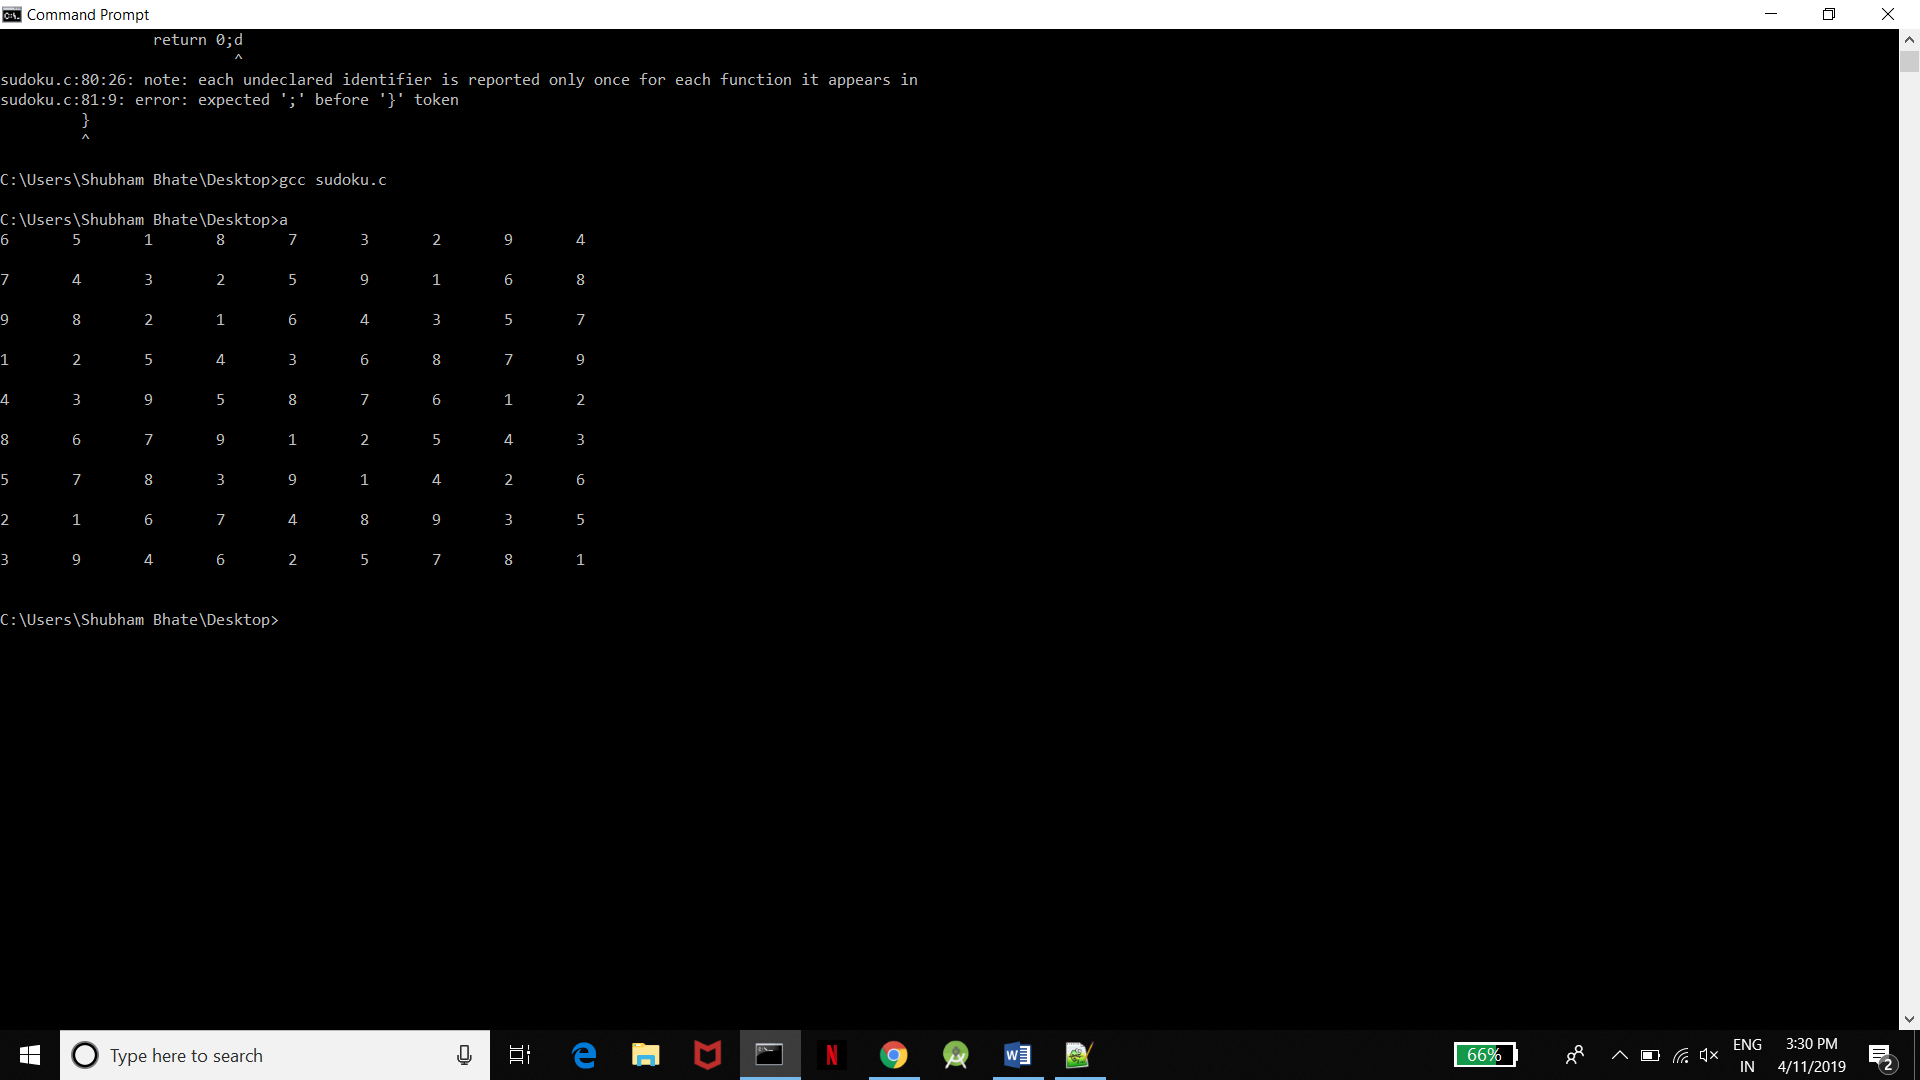 Command Prompt
return 0;d
^
sudoku.c:80:26: note: each undeclared identifier is reported only once for each function it appears in
sudoku.c:81:9: error: expected ';' before '}' token
}
^
C:\Users\Shubham Bhate\Desktop>gcc sudoku.c
C:\Users\Shubham Bhate\Desktop>a
6 5 1 8 7 3 2 9 4
7 4 3 2 5 9 1 6 8
9 8 2 1 6 4 3 5 7
1 2 5 4 3 6 8 7 9
4 3 9 5 8 7 6 1 2
8 6 7 9 1 2 5 4 3
5 7 8 3 9 1 4 2 6
2 1 6 7 4 8 9 3 5
3 9 4 6 2 5 7 8 1
C:\Users\Shubham Bhate\Desktop>
Type here to search
66%
ENG
IN
3:30 PM
4/11/2019
2